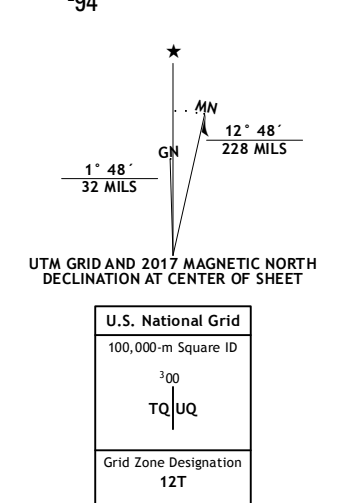 ⁻94
★
MN
12° 48´
228 MILS
GN
1° 48´
32 MILS
UTM GRID AND 2017 MAGNETIC NORTH
DECLINATION AT CENTER OF SHEET
U.S. National Grid
100,000-m Square ID
³00
TQ UQ
Grid Zone Designation
12T